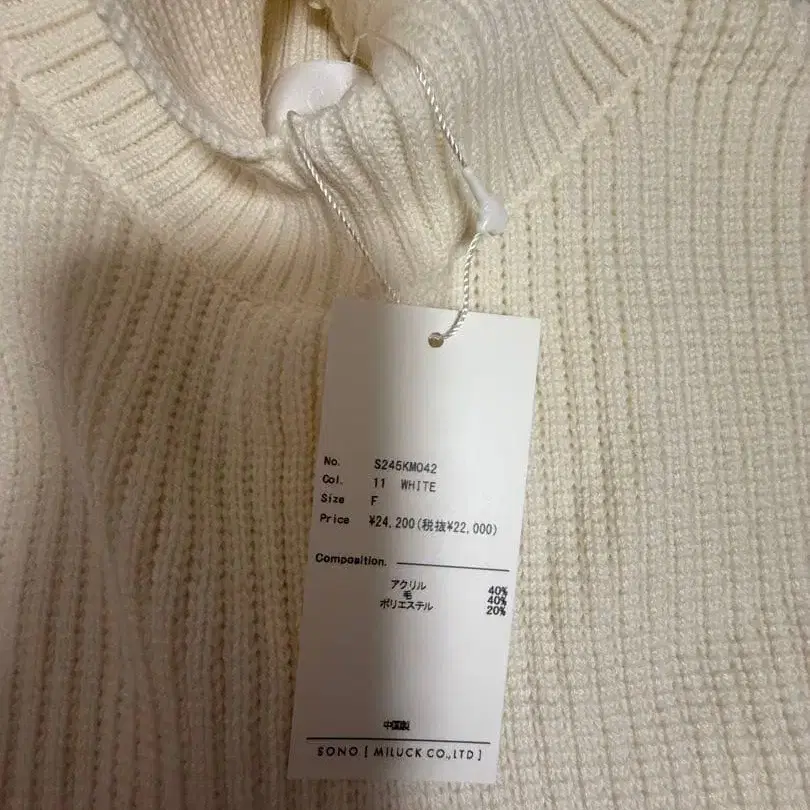 No. S245KM042
Col. 11 WHITE
Size F
Price ¥24,200(税抜¥22,000)
Composition.
アクリル 40%
毛 40%
ポリエステル 20%
中国製
SONO [ MILUCK CO.,LTD ]